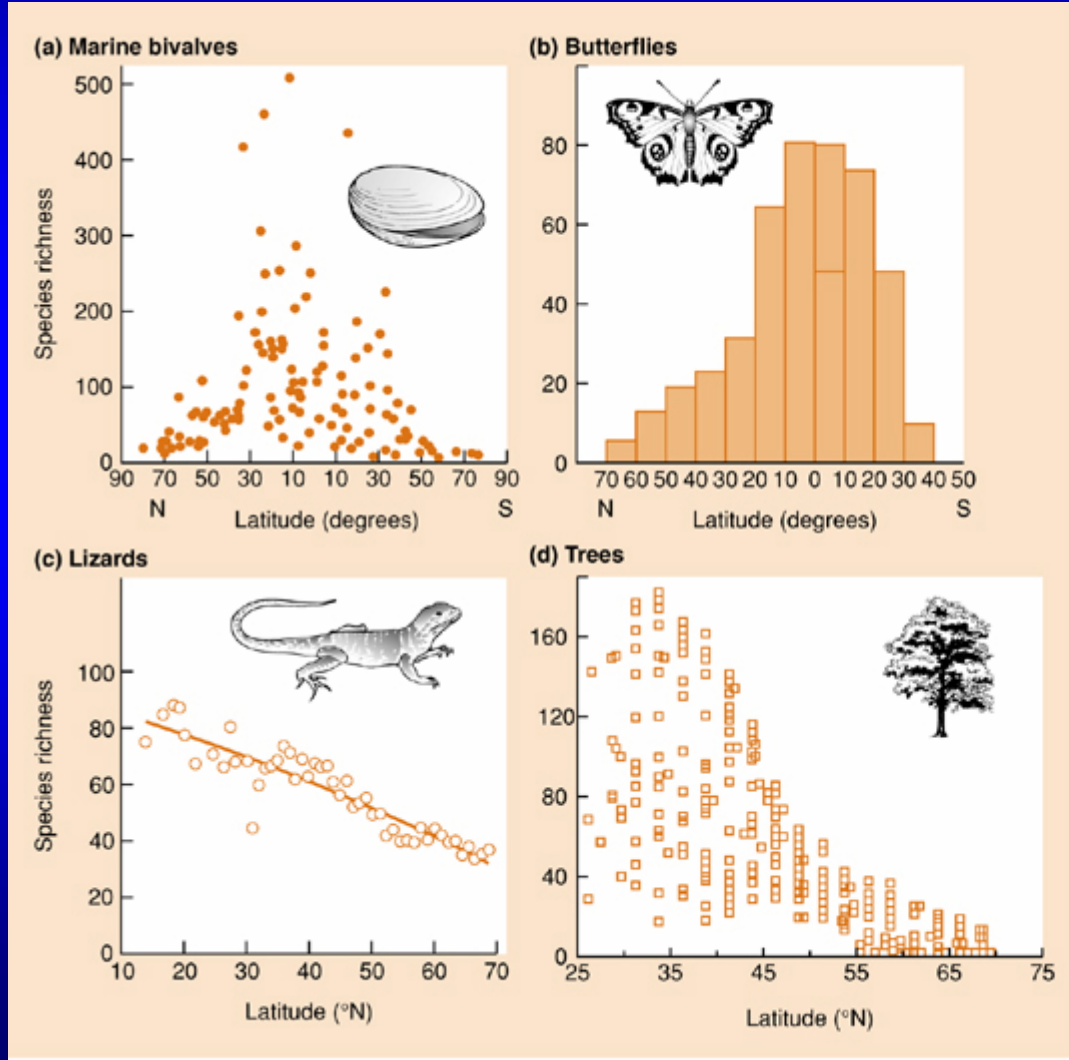 (a) Marine bivalves
500
400
300
200
100
0
Species richness
90 70 50 30 10 10 30 50 70 90
N S
Latitude (degrees)
(b) Butterflies
80
60
40
20
0
70 60 50 40 30 20 10 0 10 20 30 40 50
N S
Latitude (degrees)
(c) Lizards
100
80
60
40
20
0
Species richness
10 20 30 40 50 60 70
Latitude (°N)
(d) Trees
160
120
80
40
0
25 35 45 55 65 75
Latitude (°N)